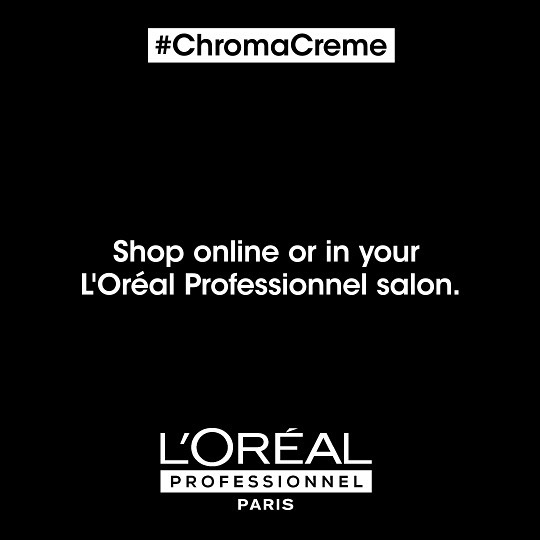 #ChromaCreme
Shop online or in your
L'Oréal Professionnel salon.
L'ORÉAL
PROFESSIONNEL
PARIS